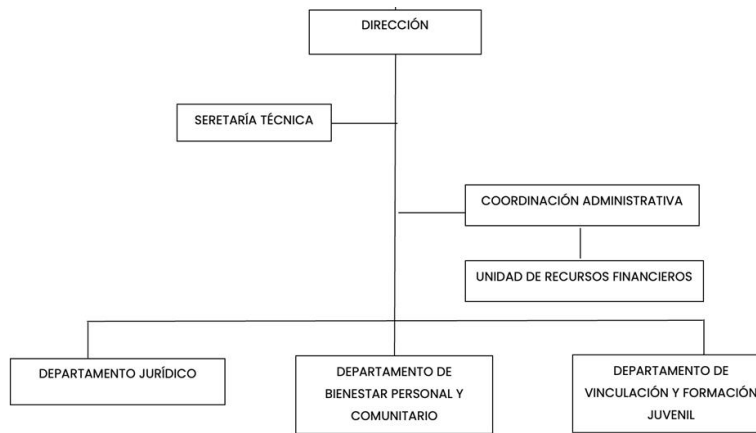 DIRECCIÓN
SERETARÍA TÉCNICA
COORDINACIÓN ADMINISTRATIVA
UNIDAD DE RECURSOS FINANCIEROS
DEPARTAMENTO JURÍDICO
DEPARTAMENTO DE
BIENESTAR PERSONAL Y
COMUNITARIO
DEPARTAMENTO DE
VINCULACIÓN Y FORMACIÓN
JUVENIL